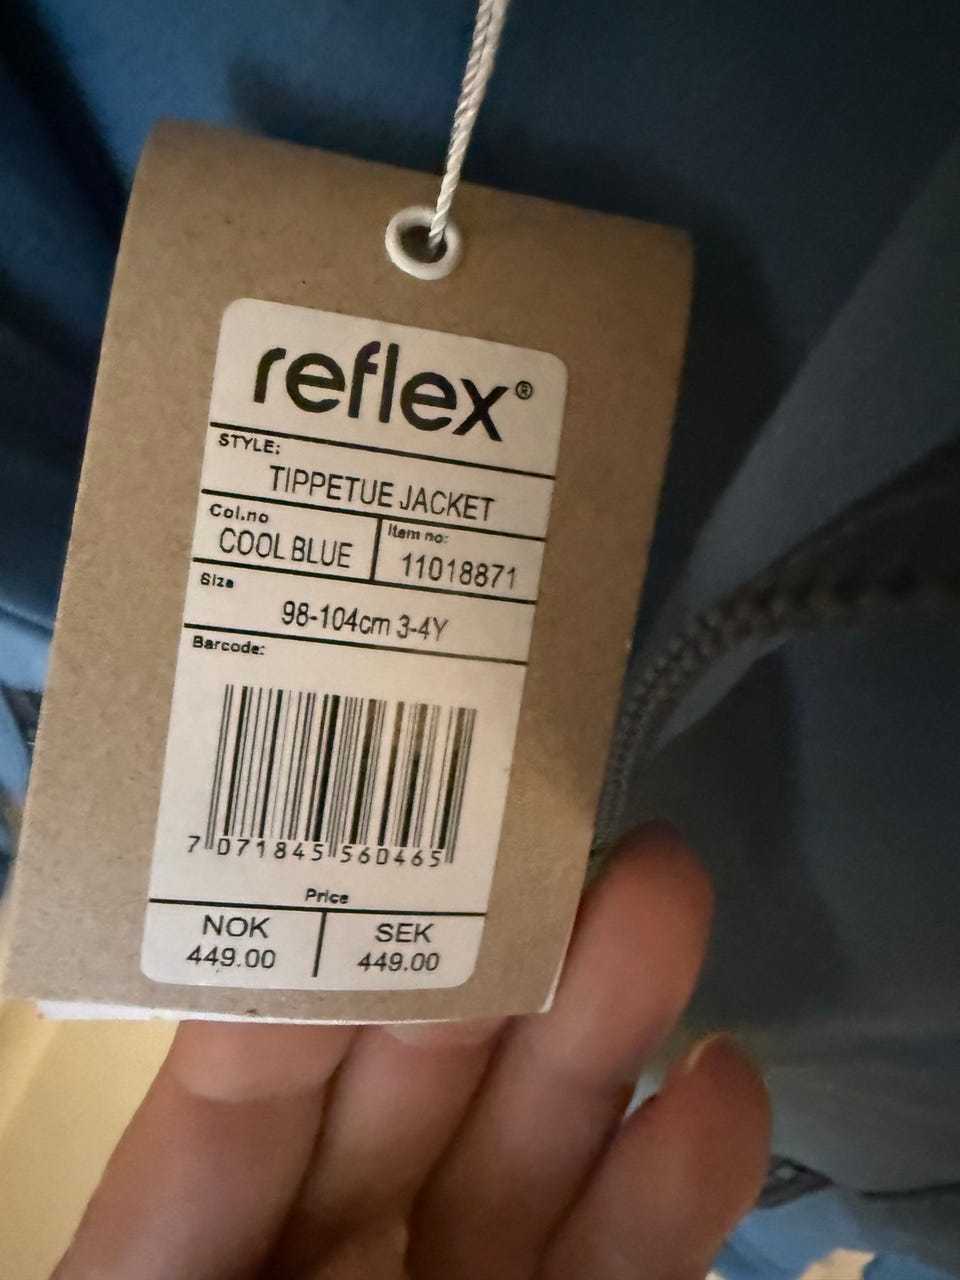 reflex®
STYLE:
TIPPETUE JACKET
Col.no
COOL BLUE
Item no:
11018871
Size
98-104cm 3-4Y
Barcode:
7 071845 560465
Price
NOK
449.00
SEK
449.00